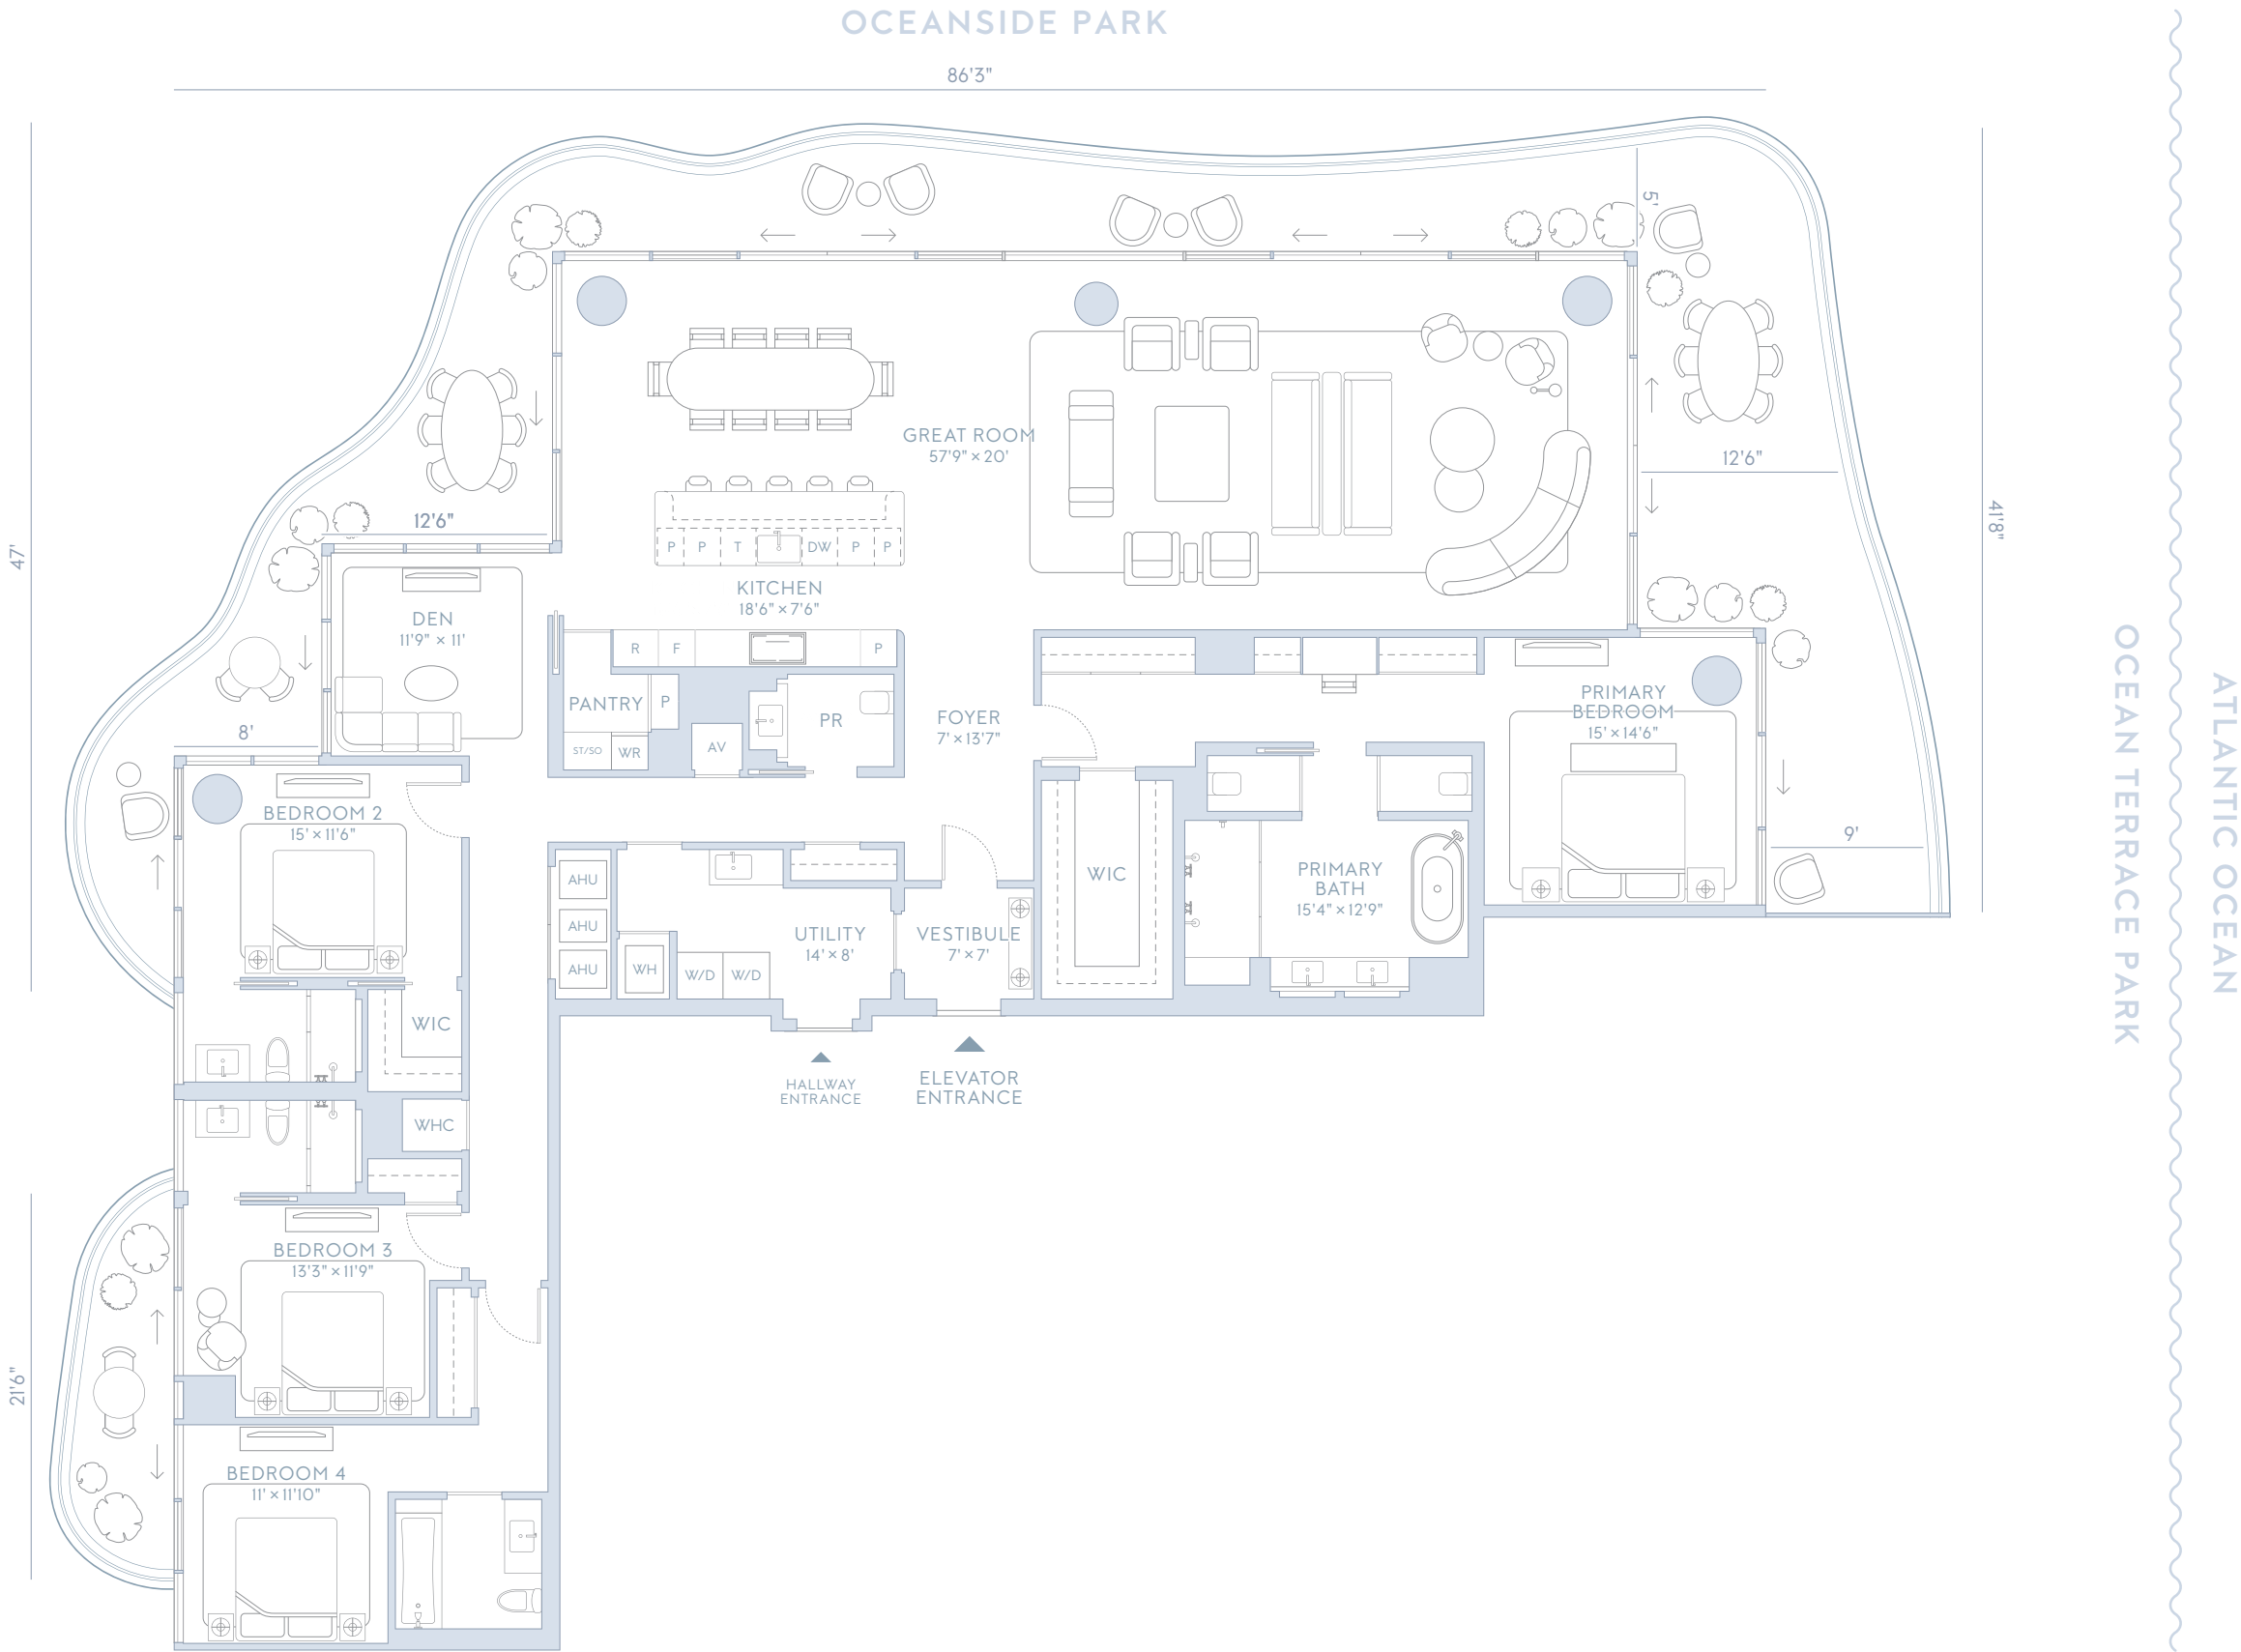 OCEANSIDE PARK
86'3"
47'
5'
41'8"
12'6"
GREAT ROOM
57'9" × 20'
12'6"
P
P
T
DW
P
P
KITCHEN
18'6" × 7'6"
DEN
11'9" × 11'
R
F
P
PANTRY
P
ST/SO
WR
AV
PR
FOYER
7' × 13'7"
PRIMARY
BEDROOM
15' × 14'6"
8'
9'
BEDROOM 2
15' × 11'6"
AHU
AHU
AHU
WH
W/D
W/D
UTILITY
14' × 8'
VESTIBULE
7' × 7'
WIC
PRIMARY
BATH
15'4" × 12'9"
WIC
WHC
HALLWAY
ENTRANCE
ELEVATOR
ENTRANCE
BEDROOM 3
13'3" × 11'9"
21'6"
BEDROOM 4
11' × 11'10"
OCEAN TERRACE PARK
ATLANTIC OCEAN